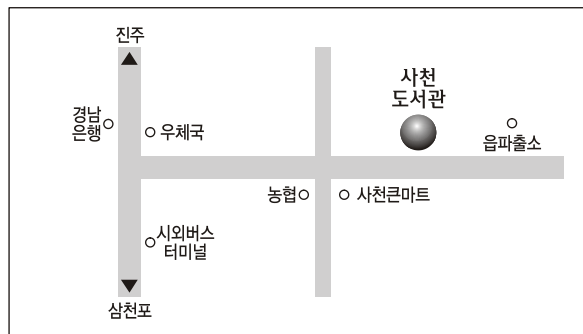 진주
사천
도서관
경남
은행
우체국
읍파출소
농협
사천큰마트
시외버스
터미널
삼천포